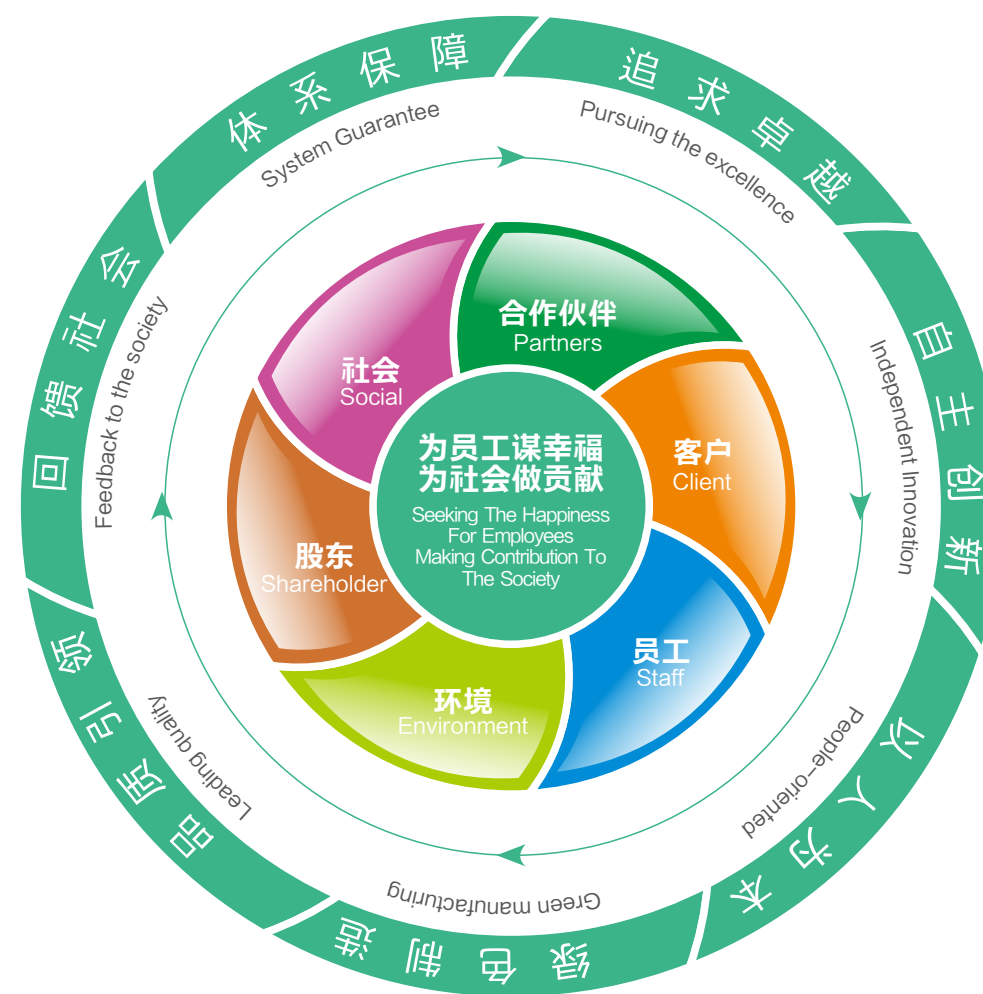 体系保障
System Guarantee
追求卓越
Pursuing the excellence
自主创新
Independent Innovation
以人为本
People-oriented
绿色制造
Green manufacturing
品质引领
Leading quality
回馈社会
Feedback to the society
合作伙伴
Partners
客户
Client
员工
Staff
环境
Environment
股东
Shareholder
社会
Social
为员工谋幸福
为社会做贡献
Seeking The Happiness
For Employees
Making Contribution To
The Society